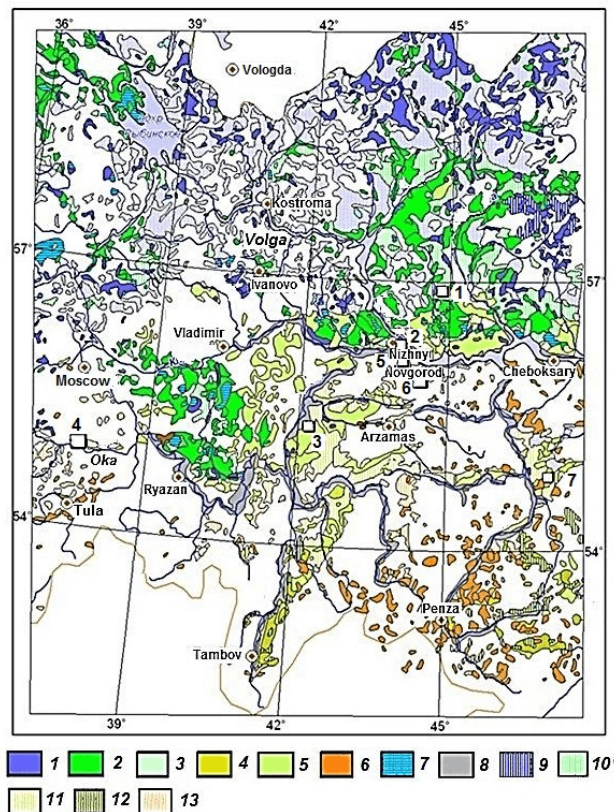 36° 39° 42° 45°
Vologda
Kostroma
Volga
57° 57°
Ivanovo
1
Vladimir
2
5 Nizhnyi
Novgorod
Moscow
6
Cheboksary
4
3
Arzamas
Oka
7
Ryazan
Tula
54° 54°
Penza
Tambov
39° 42° 45°
1 2 3 4 5 6 7 8 9 10
11 12 13